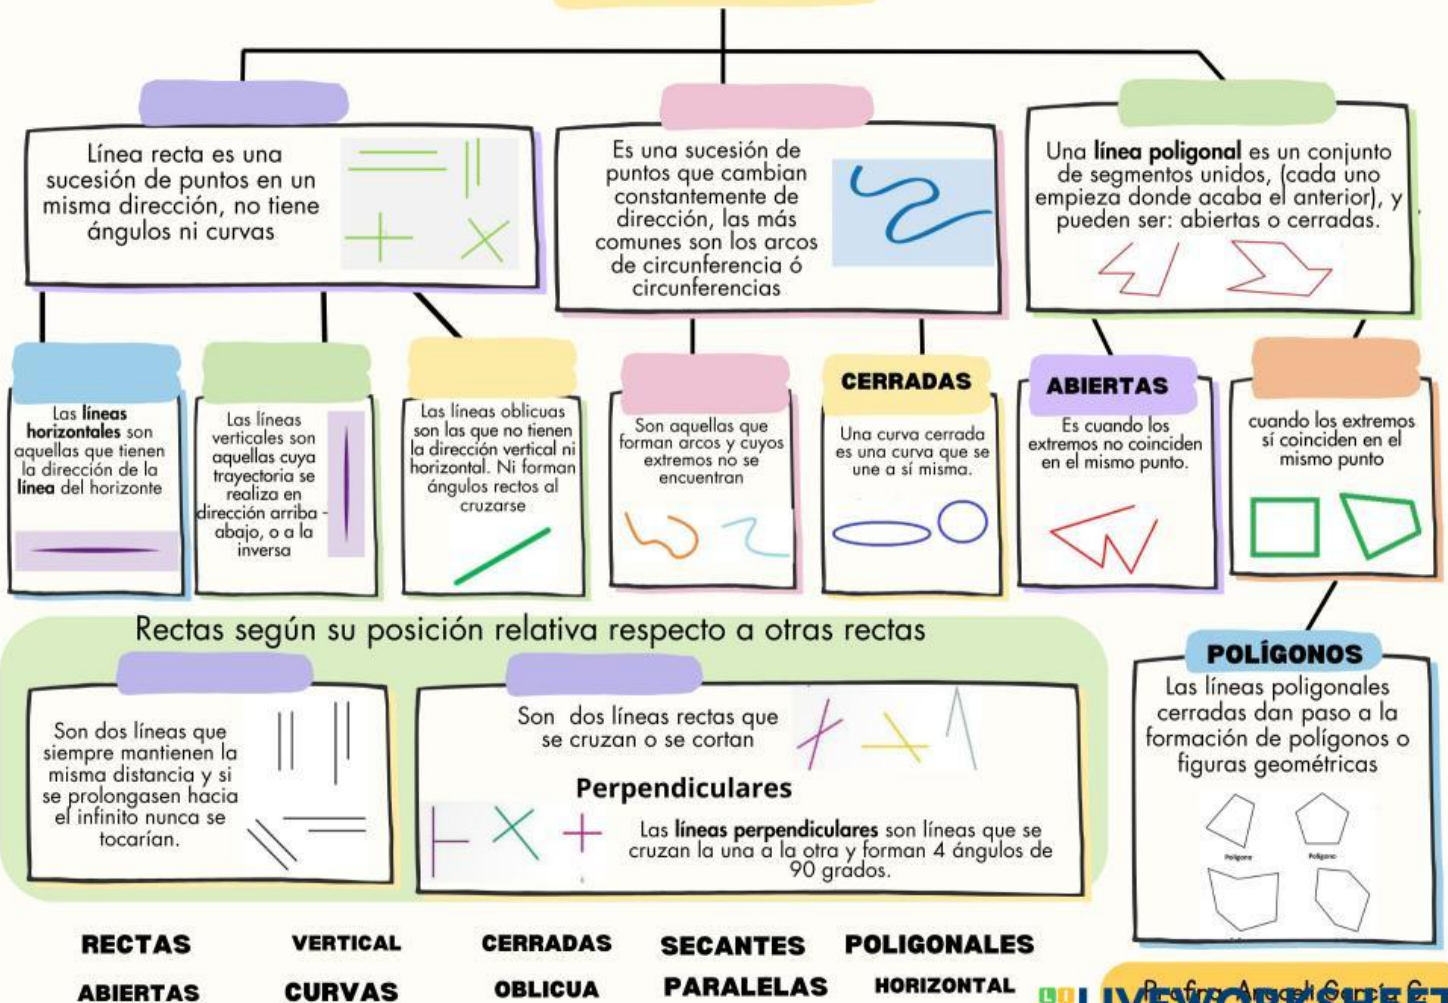 Línea recta es una
sucesión de puntos en un
misma dirección, no tiene
ángulos ni curvas
Es una sucesión de
puntos que cambian
constantemente de
dirección, las más
comunes son los arcos
de circunferencia ó
circunferencias
Una línea poligonal es un conjunto
de segmentos unidos, (cada uno
empieza donde acaba el anterior), y
pueden ser: abiertas o cerradas.
Las líneas
horizontales son
aquellas que tienen
la dirección de la
línea del horizonte
Las líneas
verticales son
aquellas cuya
trayectoria se
realiza en
dirección arriba -
abajo, o a la
inversa
Las líneas oblicuas
son las que no tienen
la dirección vertical ni
horizontal. Ni forman
ángulos rectos al
cruzarse
Son aquellas que
forman arcos y cuyos
extremos no se
encuentran
CERRADAS
Una curva cerrada
es una curva que se
une a sí misma.
ABIERTAS
Es cuando los
extremos no coinciden
en el mismo punto.
cuando los extremos
sí coinciden en el
mismo punto
Rectas según su posición relativa respecto a otras rectas
Son dos líneas que
siempre mantienen la
misma distancia y si
se prolongasen hacia
el infinito nunca se
tocarían.
Son dos líneas rectas que
se cruzan o se cortan
Perpendiculares
Las líneas perpendiculares son líneas que se
cruzan la una a la otra y forman 4 ángulos de
90 grados.
POLÍGONOS
Las líneas poligonales
cerradas dan paso a la
formación de polígonos o
figuras geométricas
Polígono Polígono
RECTAS VERTICAL CERRADAS SECANTES POLIGONALES
ABIERTAS CURVAS OBLICUA PARALELAS HORIZONTAL
Profra. Araceli García C.